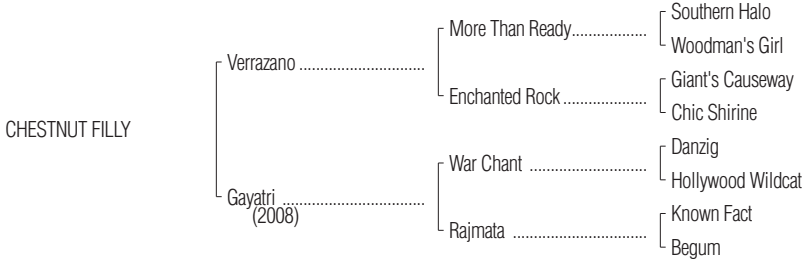 Southern Halo
More Than Ready..................
Woodman's Girl
Verrazano ..............................
Giant's Causeway
Enchanted Rock ....................
Chic Shirine
CHESTNUT FILLY
Danzig
War Chant ............................
Hollywood Wildcat
Gayatri ..................................
(2008)
Known Fact
Rajmata ................................
Begum